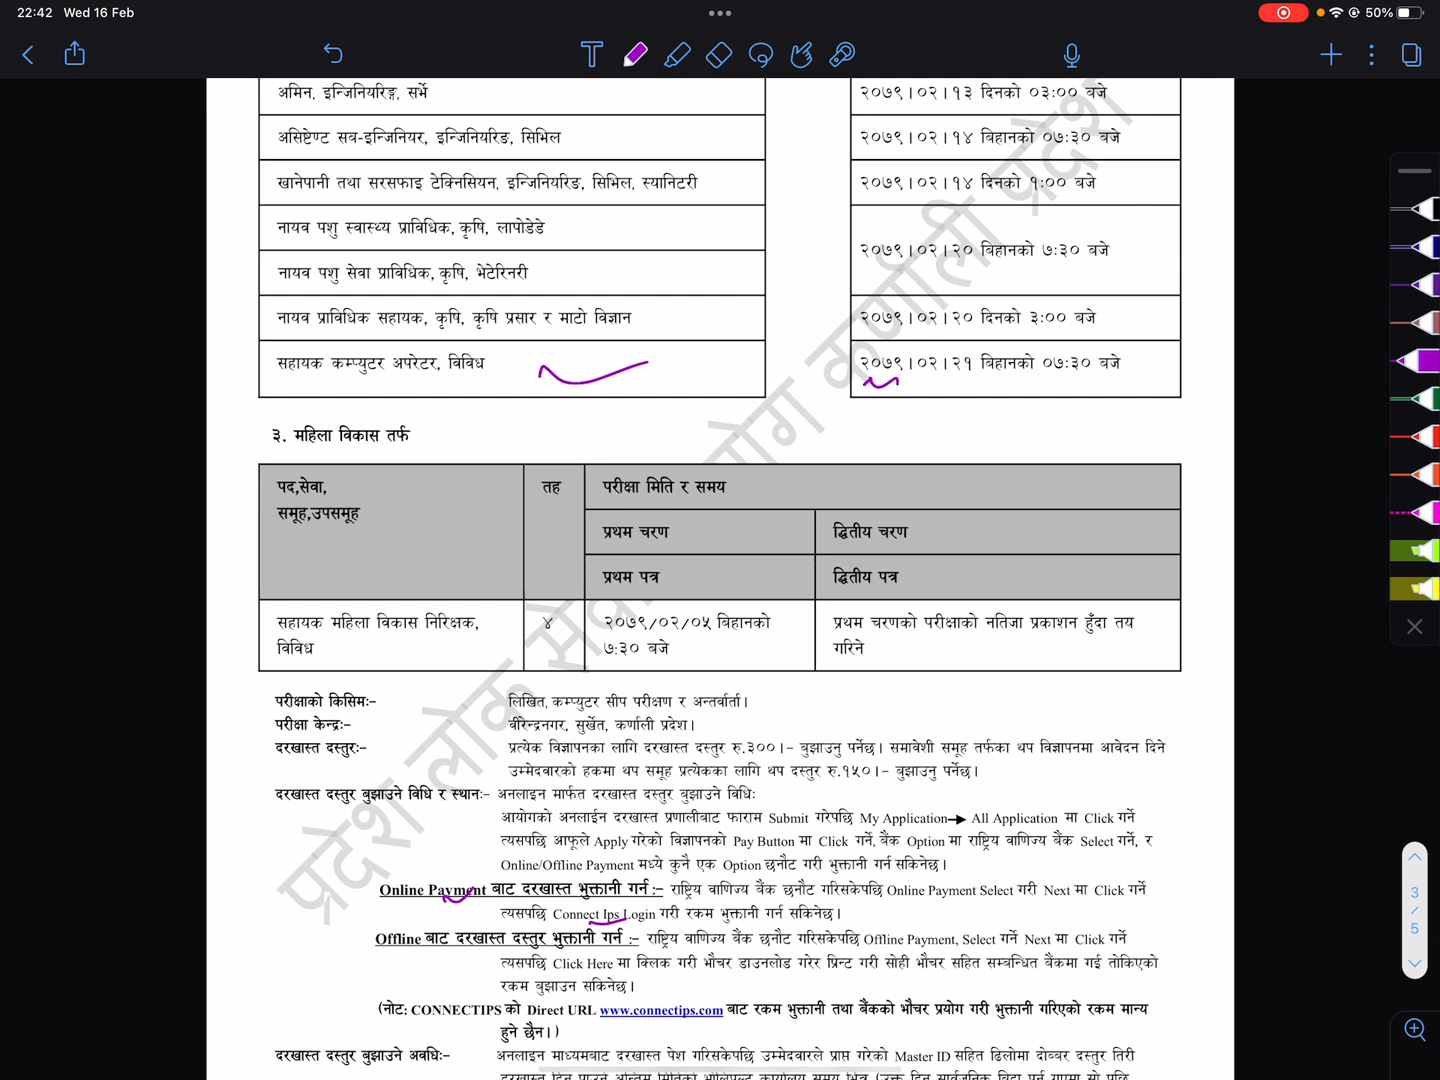 22:42 Wed 16 Feb
50%
अमिन, इन्जिनियरिङ्ग, सर्भे २०७९।०२।१३ दिनको ०३:०० बजे
असिष्टेण्ट सब-इन्जिनियर, इन्जिनियरिङ, सिभिल २०७९।०२।१४ बिहानको ०७:३० बजे
खानेपानी तथा सरसफाइ टेक्निसियन, इन्जिनियरिङ, सिभिल, स्यानिटरी २०७९।०२।१४ दिनको १:०० बजे
नायव पशु स्वास्थ्य प्राविधिक, कृषि, लापोडेडे
२०७९।०२।२० बिहानको ७:३० बजे
नायव पशु सेवा प्राविधिक, कृषि, भेटेरिनरी
नायव प्राविधिक सहायक, कृषि, कृषि प्रसार र माटो विज्ञान २०७९।०२।२० दिनको ३:०० बजे
सहायक कम्प्युटर अपरेटर, विविध २०७९।०२।२१ बिहानको ०७:३० बजे
३. महिला विकास तर्फ
पद,सेवा, तह परीक्षा मिति र समय
समूह,उपसमूह
प्रथम चरण द्धितीय चरण
प्रथम पत्र द्धितीय पत्र
सहायक महिला विकास निरिक्षक, ४ २०७९/०२/०५ बिहानको प्रथम चरणको परीक्षाको नतिजा प्रकाशन हुँदा तय
विविध ७:३० बजे गरिने
परीक्षाको किसिमः- लिखित, कम्प्युटर सीप परीक्षण र अन्तर्वार्ता।
परीक्षा केन्द्रः- वीरेन्द्रनगर, सुर्खेत, कर्णाली प्रदेश।
दरखास्त दस्तुरः- प्रत्येक विज्ञापनका लागि दरखास्त दस्तुर रु.३००।- बुझाउनु पर्नेछ। समावेशी समूह तर्फका थप विज्ञापनमा आवेदन दिने
उम्मेदवारको हकमा थप समूह प्रत्येकका लागि थप दस्तुर रु.१५०।- बुझाउनु पर्नेछ।
दरखास्त दस्तुर बुझाउने विधि र स्थानः- अनलाइन मार्फत दरखास्त दस्तुर बुझाउने विधिः
आयोगको अनलाईन दरखास्त प्रणालीबाट फाराम Submit गरेपछि My Application→ All Application मा Click गर्ने
त्यसपछि आफूले Apply गरेको विज्ञापनको Pay Button मा Click गर्ने, बैंक Option मा राष्ट्रिय वाणिज्य बैंक Select गर्ने, र
Online/Offline Payment मध्ये कुनै एक Option छनौट गरी भुक्तानी गर्न सकिनेछ।
Online Payment बाट दरखास्त भुक्तानी गर्न :- राष्ट्रिय वाणिज्य बैंक छनौट गरिसकेपछि Online Payment Select गरी Next मा Click गर्ने
त्यसपछि Connect Ips Login गरी रकम भुक्तानी गर्न सकिनेछ।
Offline बाट दरखास्त दस्तुर भुक्तानी गर्न :- राष्ट्रिय वाणिज्य बैंक छनौट गरिसकेपछि Offline Payment, Select गर्ने Next मा Click गर्ने
त्यसपछि Click Here मा क्लिक गरी भौचर डाउनलोड गरेर प्रिन्ट गरी सोही भौचर सहित सम्बन्धित बैंकमा गई तोकिएको
रकम बुझाउन सकिनेछ।
(नोट: CONNECTIPS को Direct URL www.connectips.com बाट रकम भुक्तानी तथा बैंकको भौचर प्रयोग गरी भुक्तानी गरिएको रकम मान्य
हुने छैन।)
दरखास्त दस्तुर बुझाउने अवधिः- अनलाइन माध्यमबाट दरखास्त पेश गरिसकेपछि उम्मेदवारले प्राप्त गरेको Master ID सहित ढिलोमा दोब्बर दस्तुर तिरी
प्रदेश लोक सेवा आयोग कर्णाली प्रदेश
3
/
5